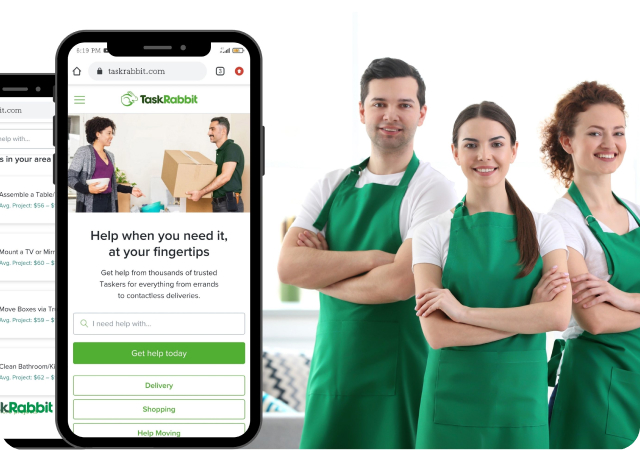 it.com
elp with...
s in your area
Assemble a Table/
Avg. Project: $56 – $
Mount a TV or Mirr
Avg. Project: $60 – $
Move Boxes via Tr
Avg. Project: $59 – $
Clean Bathroom/Ki
Avg. Project: $62 – $
kRabbit
8:19 PM
taskrabbit.com
3
TaskRabbit
Help when you need it,
at your fingertips
Get help from thousands of trusted
Taskers for everything from errands
to contactless deliveries.
I need help with...
Get help today
Delivery
Shopping
Help Moving